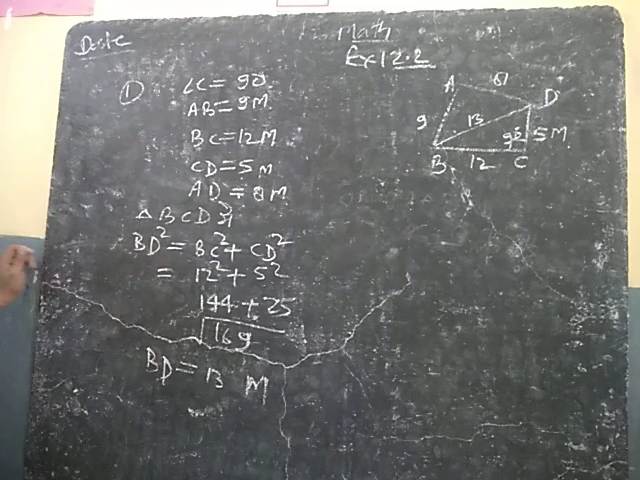 Date
Math
Ex 12.2
① ∠C = 90
AB = 9M
BC = 12M
CD = 5M
AD = 8M
△BCD में
BD² = BC² + CD²
= 12² + 5²
144 + 25
√169
BD = 13 M
A
D
9
13
5M
B
12
C